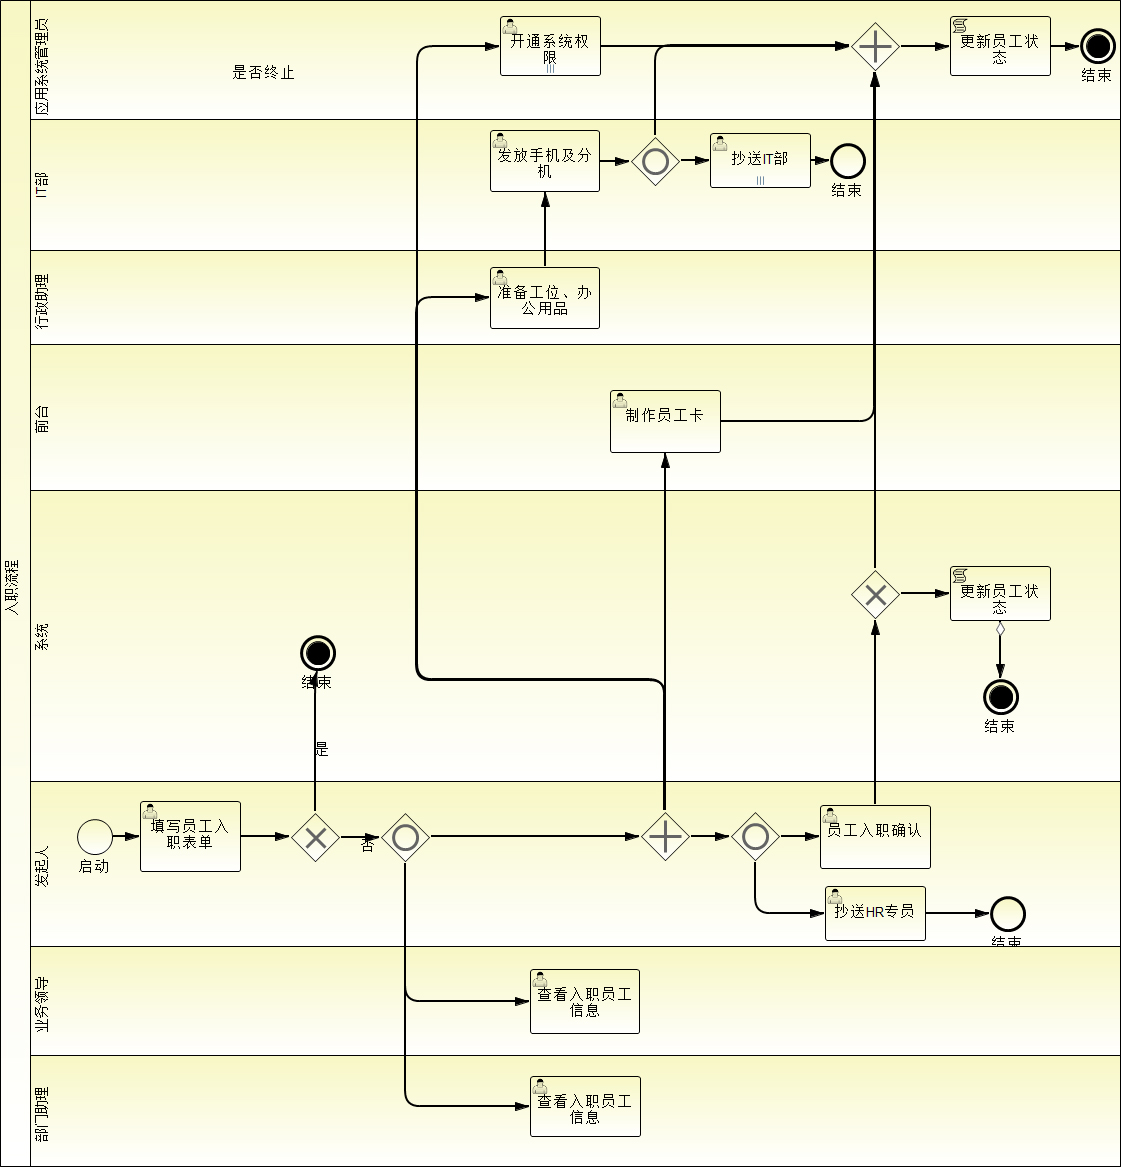 入职流程
应用系统管理员
是否终止
开通系统权
限
更新员工状
态
结束
IT部
发放手机及分
机
抄送IT部
结束
行政助理
准备工位、办
公用品
前台
制作员工卡
系统
更新员工状
态
结束
结束
是
发起人
启动
填写员工入
职表单
否
员工入职确认
抄送HR专员
结束
业务领导
查看入职员工
信息
部门助理
查看入职员工
信息